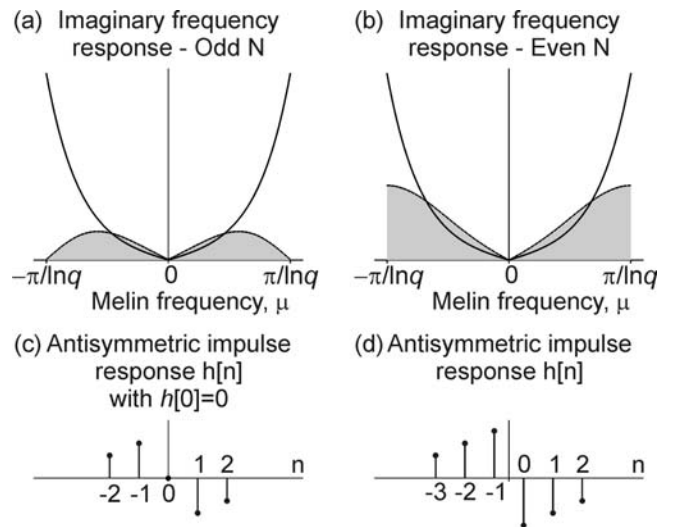 (a) Imaginary frequency
response - Odd N
−π/lnq 0 π/lnq
Melin frequency, μ
(b) Imaginary frequency
response - Even N
−π/lnq 0 π/lnq
Melin frequency, μ
(c) Antisymmetric impulse
response h[n]
with h[0]=0
1 2 n
-2 -1 0
(d) Antisymmetric impulse
response h[n]
0 1 2 n
-3 -2 -1